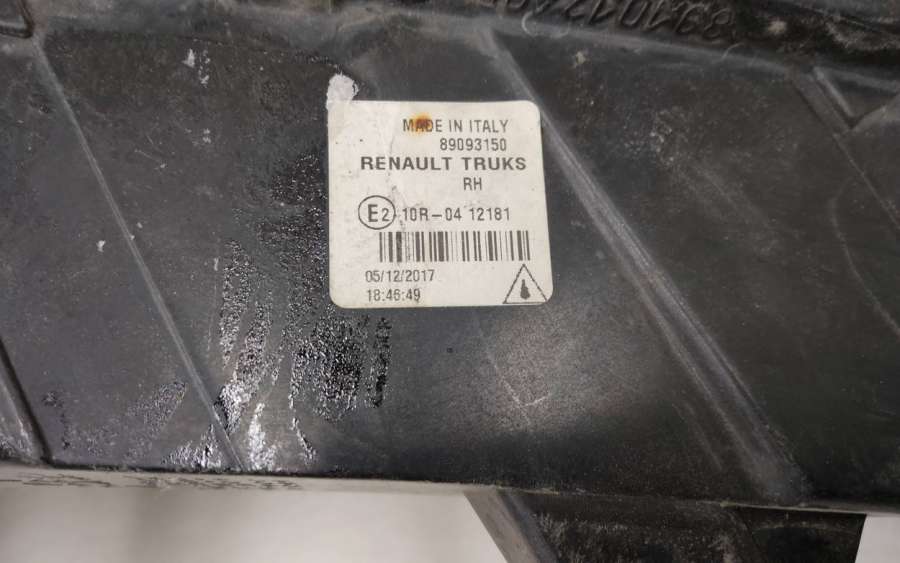 MADE IN ITALY
89093150
RENAULT TRUKS
RH
E2 10R-04 12181
05/12/2017
18:46:49